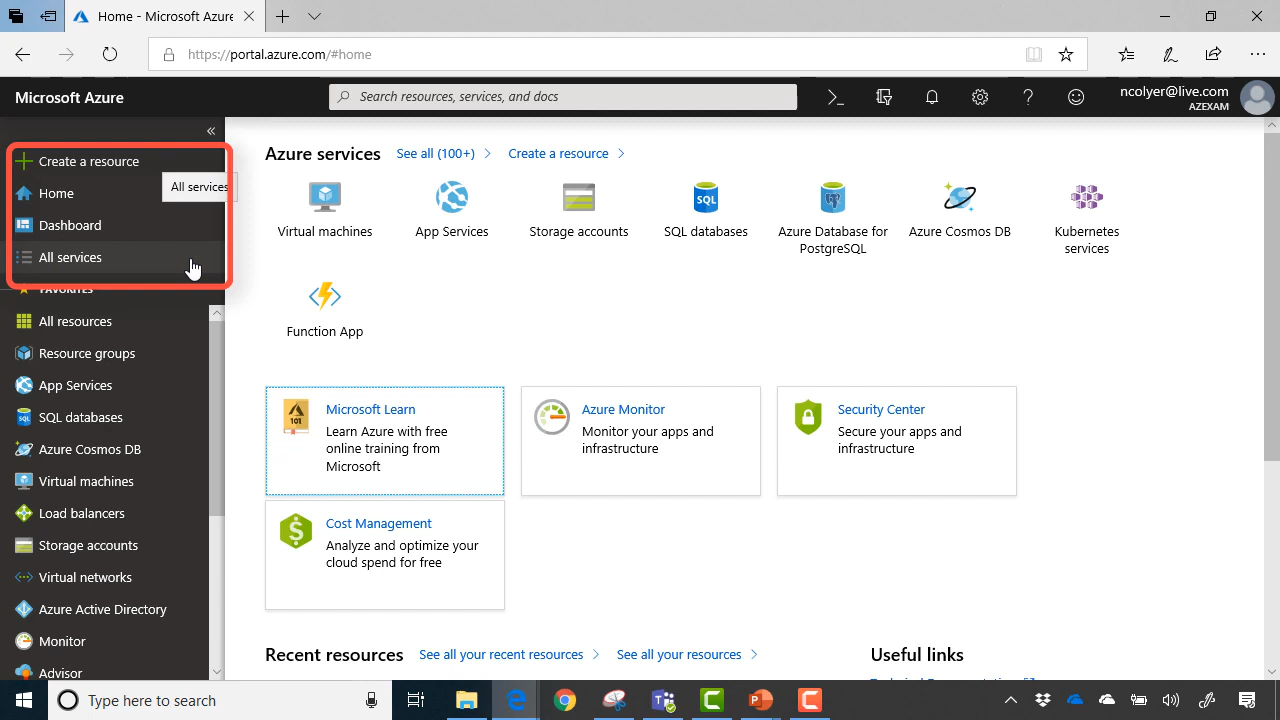 Home - Microsoft Azure
https://portal.azure.com/#home
Microsoft Azure
Search resources, services, and docs
ncolyer@live.com
AZEXAM
Create a resource
Home
All services
Dashboard
All services
FAVORITES
All resources
Resource groups
App Services
SQL databases
Azure Cosmos DB
Virtual machines
Load balancers
Storage accounts
Virtual networks
Azure Active Directory
Monitor
Advisor
Azure services
See all (100+)
Create a resource
Virtual machines
App Services
Storage accounts
SQL
SQL databases
Azure Database for
PostgreSQL
Azure Cosmos DB
Kubernetes
services
Function App
101
Microsoft Learn
Learn Azure with free
online training from
Microsoft
Azure Monitor
Monitor your apps and
infrastructure
Security Center
Secure your apps and
infrastructure
Cost Management
Analyze and optimize your
cloud spend for free
Recent resources
See all your recent resources
See all your resources
Useful links
Type here to search